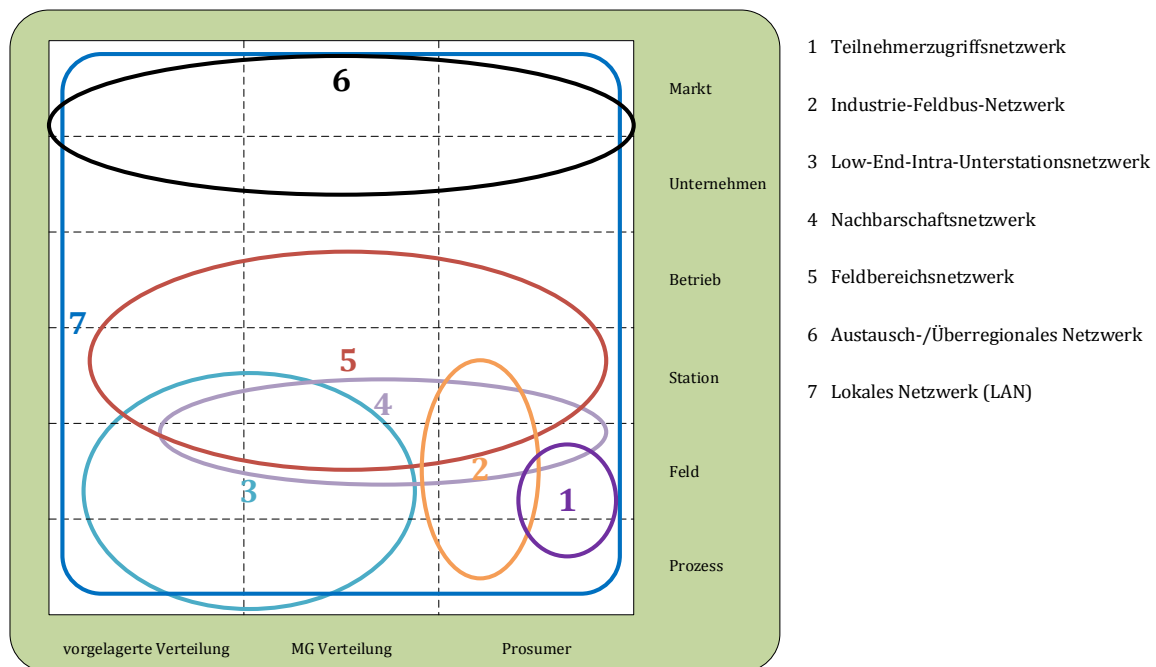 6
7
5
4
3
2
1
Markt
Unternehmen
Betrieb
Station
Feld
Prozess
vorgelagerte Verteilung
MG Verteilung
Prosumer
1 Teilnehmerzugriffsnetzwerk
2 Industrie-Feldbus-Netzwerk
3 Low-End-Intra-Unterstationsnetzwerk
4 Nachbarschaftsnetzwerk
5 Feldbereichsnetzwerk
6 Austausch-/Überregionales Netzwerk
7 Lokales Netzwerk (LAN)